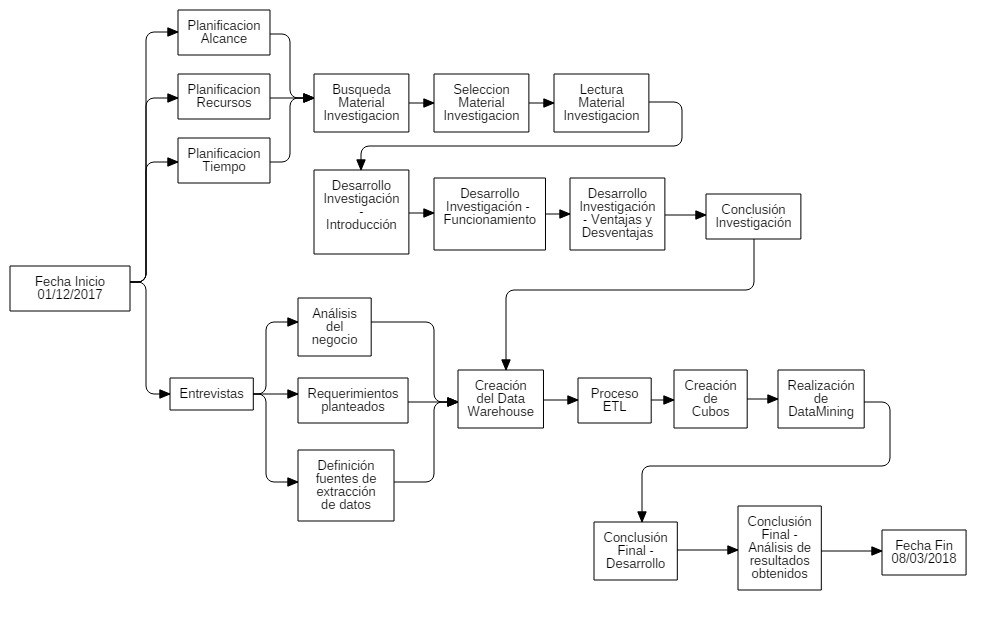 Planificacion
Alcance
Planificacion
Recursos
Planificacion
Tiempo
Busqueda
Material
Investigacion
Seleccion
Material
Investigacion
Lectura
Material
Investigacion
Desarrollo
Investigación
-
Introducción
Desarrollo
Investigación -
Funcionamiento
Desarrollo
Investigación
- Ventajas y
Desventajas
Conclusión
Investigación
Fecha Inicio
01/12/2017
Entrevistas
Análisis
del
negocio
Requerimientos
planteados
Definición
fuentes de
extracción
de datos
Creación
del Data
Warehouse
Proceso
ETL
Creación
de
Cubos
Realización
de
DataMining
Conclusión
Final -
Desarrollo
Conclusión
Final -
Análisis de
resultados
obtenidos
Fecha Fin
08/03/2018